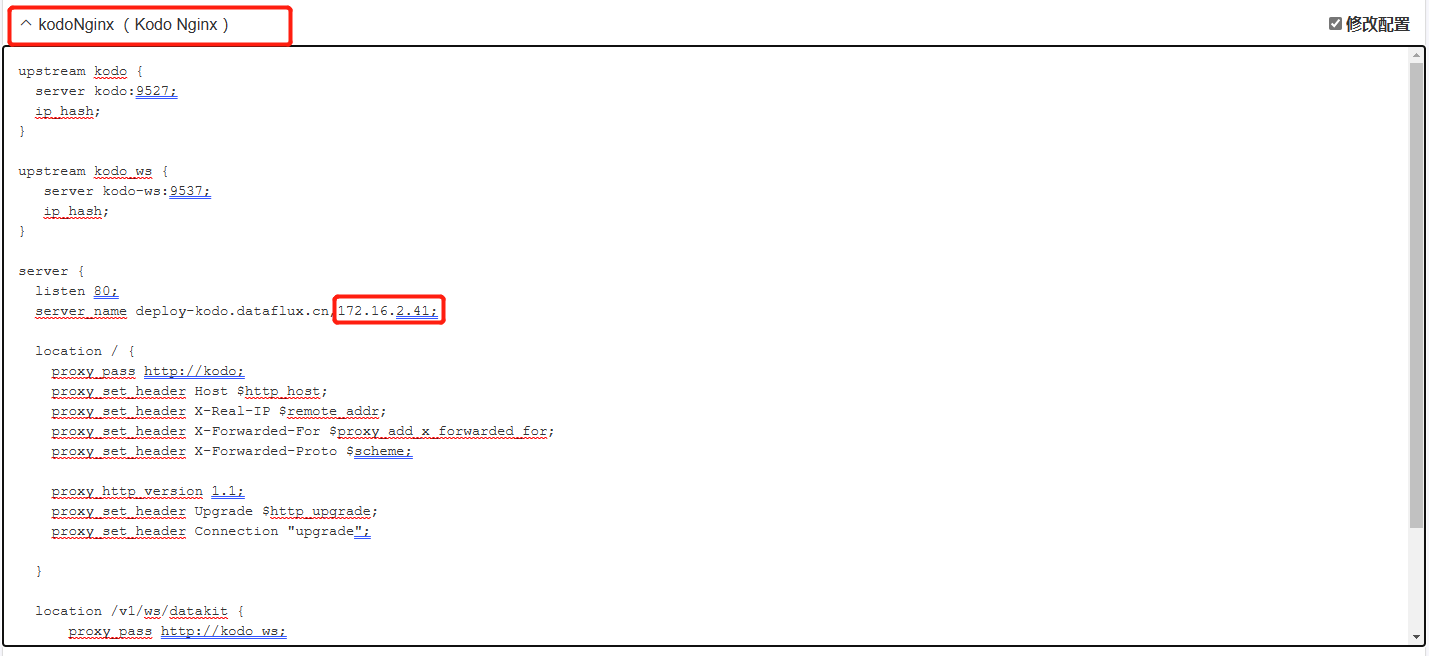 kodoNginx ( Kodo Nginx )
修改配置
upstream kodo {
server kodo:9527;
ip_hash;
}
upstream kodo_ws {
server kodo-ws:9537;
ip_hash;
}
server {
listen 80;
server_name deploy-kodo.dataflux.cn,172.16.2.41;
location / {
proxy_pass http://kodo;
proxy_set_header Host $http_host;
proxy_set_header X-Real-IP $remote_addr;
proxy_set_header X-Forwarded-For $proxy_add_x_forwarded_for;
proxy_set_header X-Forwarded-Proto $scheme;
proxy_http_version 1.1;
proxy_set_header Upgrade $http_upgrade;
proxy_set_header Connection "upgrade";
}
location /v1/ws/datakit {
proxy_pass http://kodo_ws;